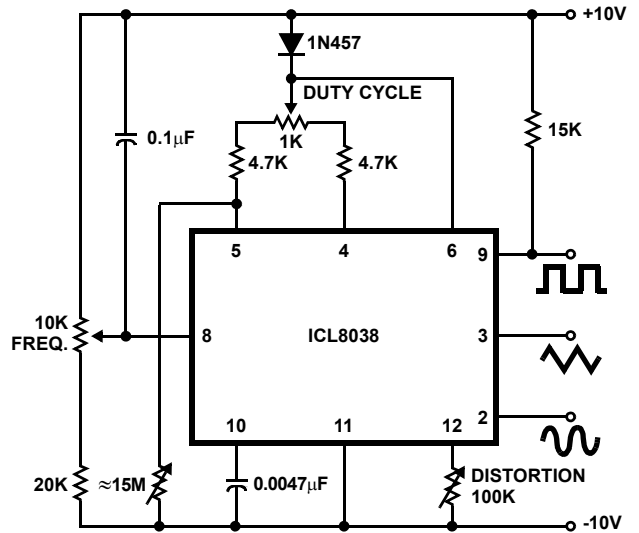 +10V
1N457
DUTY CYCLE
0.1μF
1K
15K
4.7K
4.7K
5
4
6
9
10K
FREQ.
8
ICL8038
3
10
11
12
2
20K
≈15M
0.0047μF
DISTORTION
100K
-10V